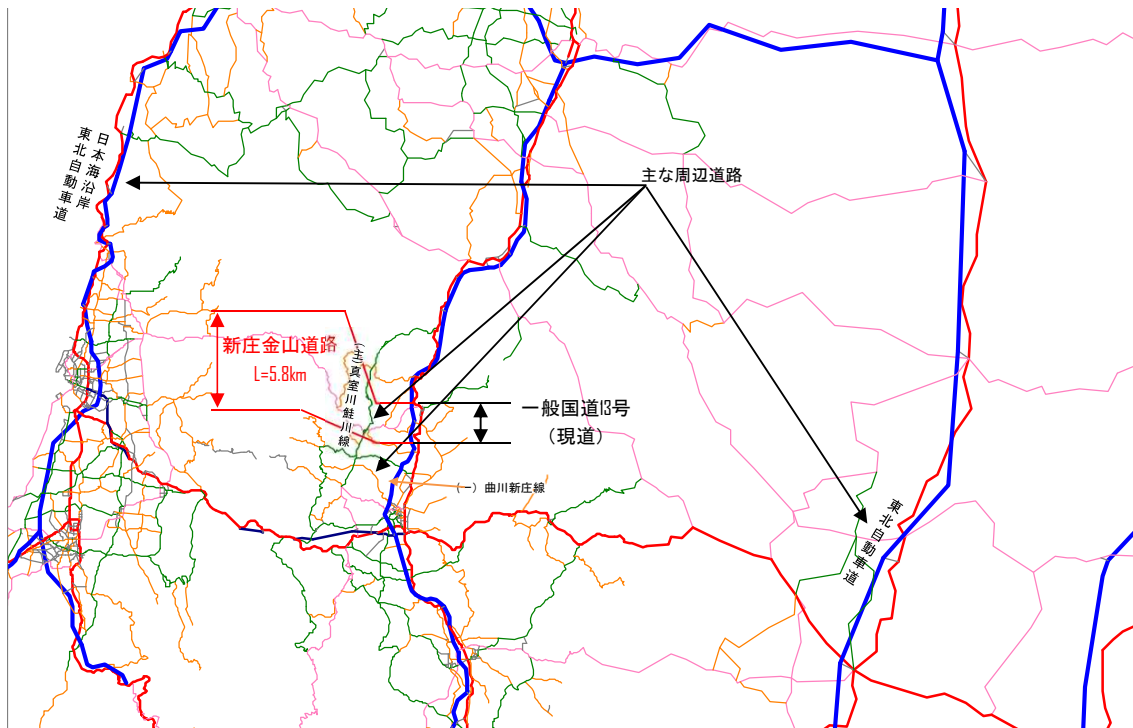 主な周辺道路
日本海沿岸
東北自動車道
新庄金山道路
L=5.8km
(主)真室川鮭川線
一般国道13号
(現道)
(一) 曲川新庄線
東北自動車道